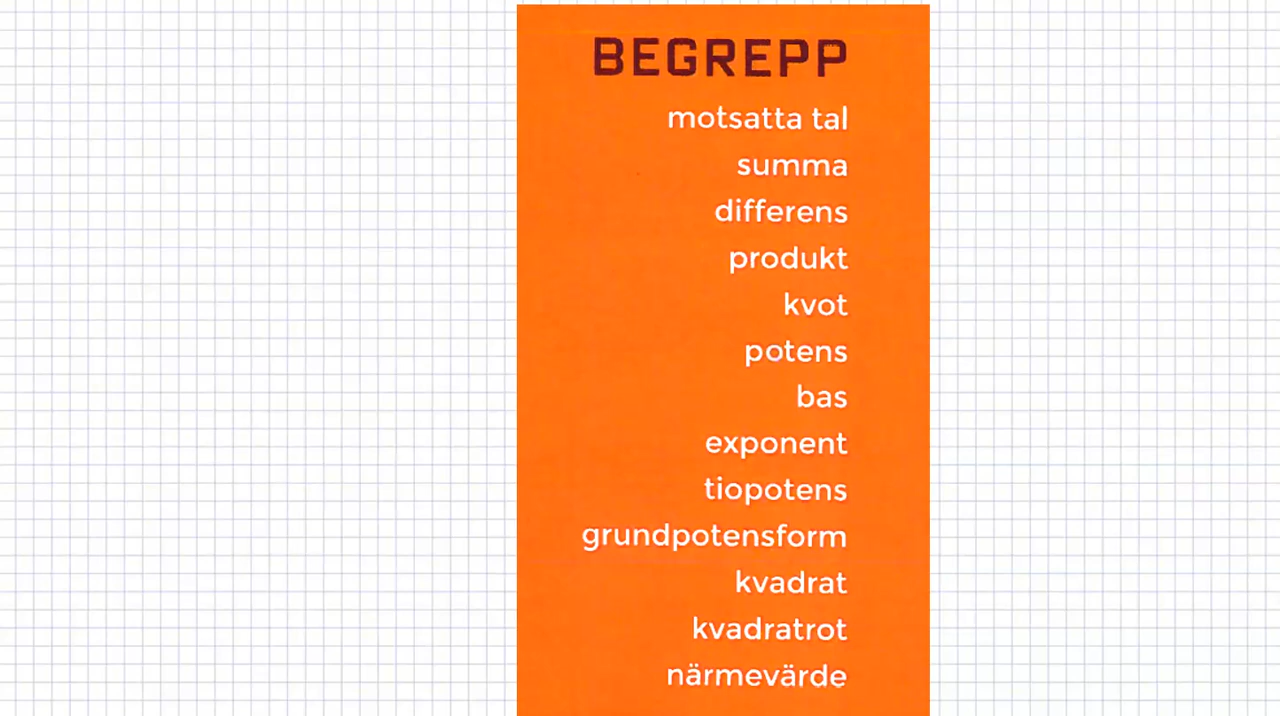 BEGREPP
motsatta tal
summa
differens
produkt
kvot
potens
bas
exponent
tiopotens
grundpotensform
kvadrat
kvadratrot
närmevärde